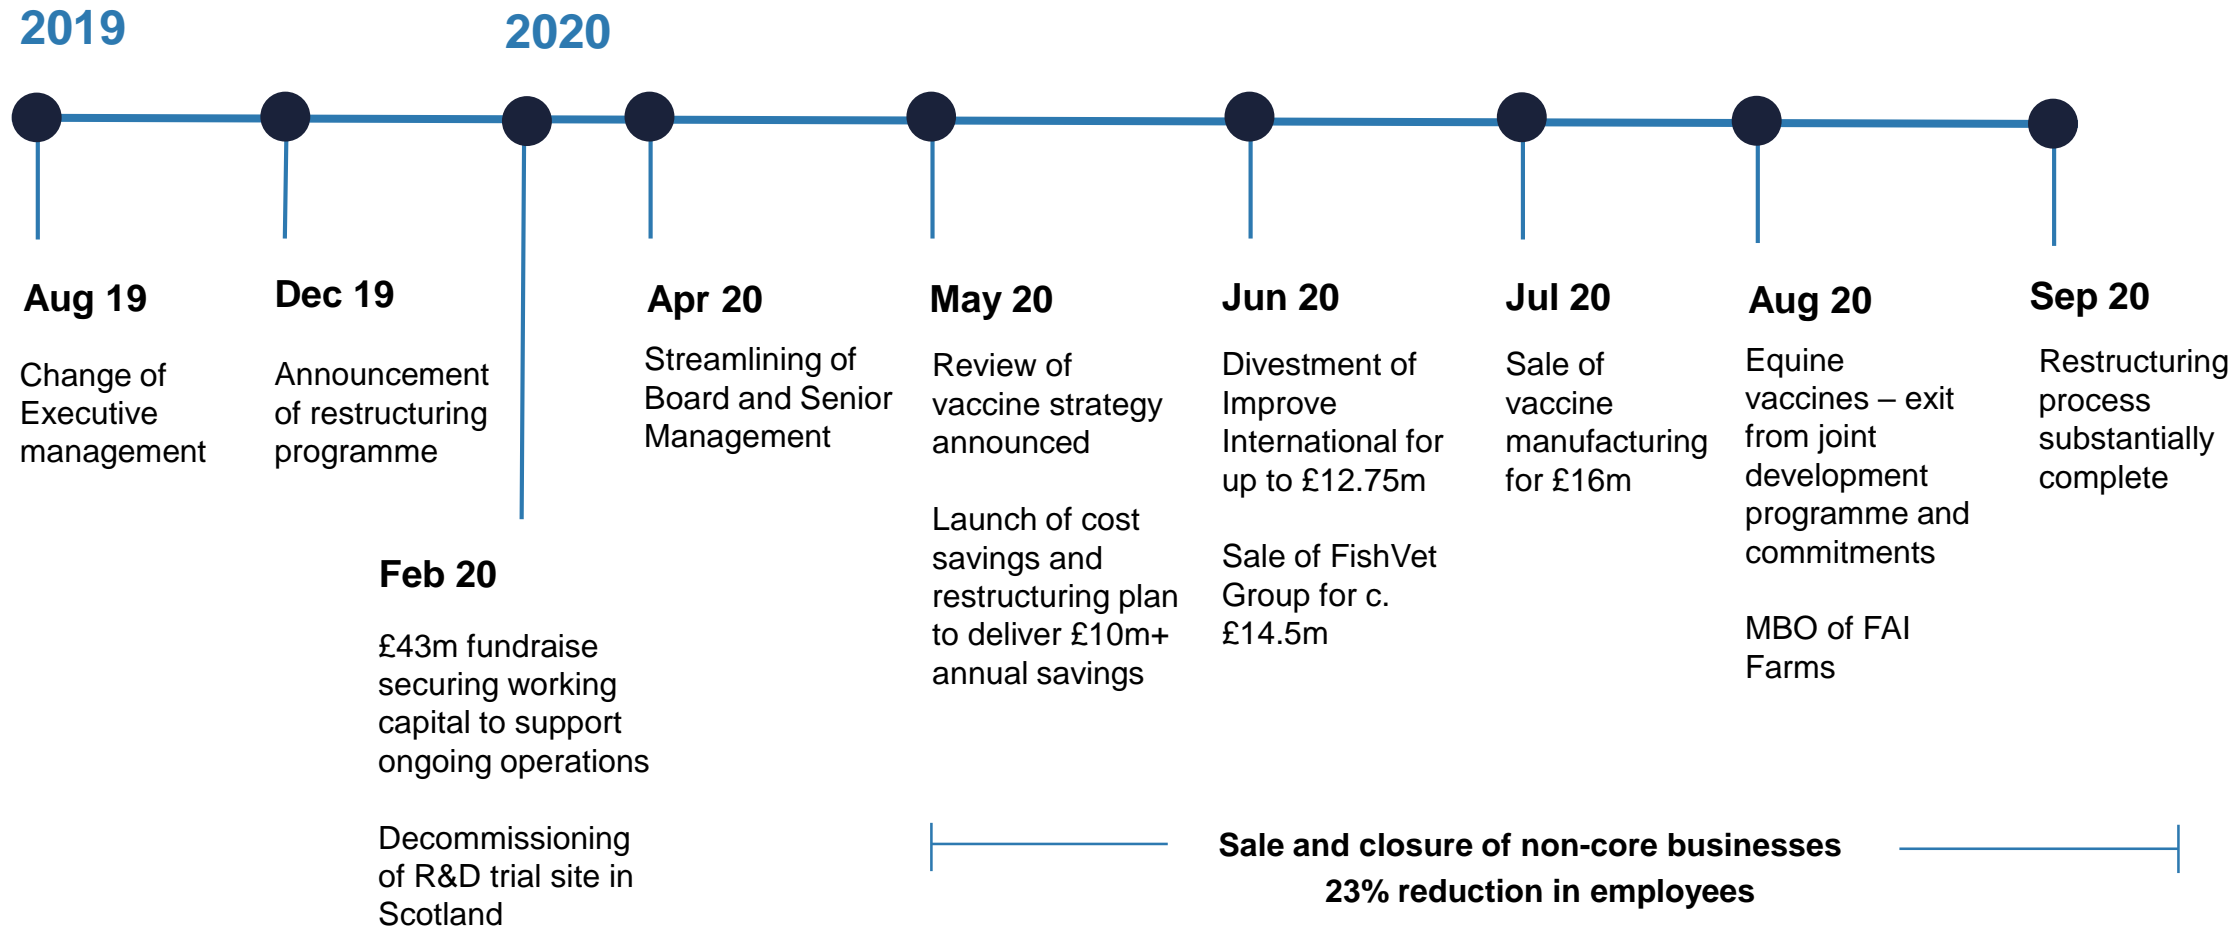 2019
2020
Aug 19
Change of
Executive
management
Dec 19
Announcement
of restructuring
programme
Feb 20
£43m fundraise
securing working
capital to support
ongoing operations
Decommissioning
of R&D trial site in
Scotland
Apr 20
Streamlining of
Board and Senior
Management
May 20
Review of
vaccine strategy
announced
Launch of cost
savings and
restructuring plan
to deliver £10m+
annual savings
Jun 20
Divestment of
Improve
International for
up to £12.75m
Sale of FishVet
Group for c.
£14.5m
Jul 20
Sale of
vaccine
manufacturing
for £16m
Aug 20
Equine
vaccines – exit
from joint
development
programme and
commitments
MBO of FAI
Farms
Sep 20
Restructuring
process
substantially
complete
Sale and closure of non-core businesses
23% reduction in employees